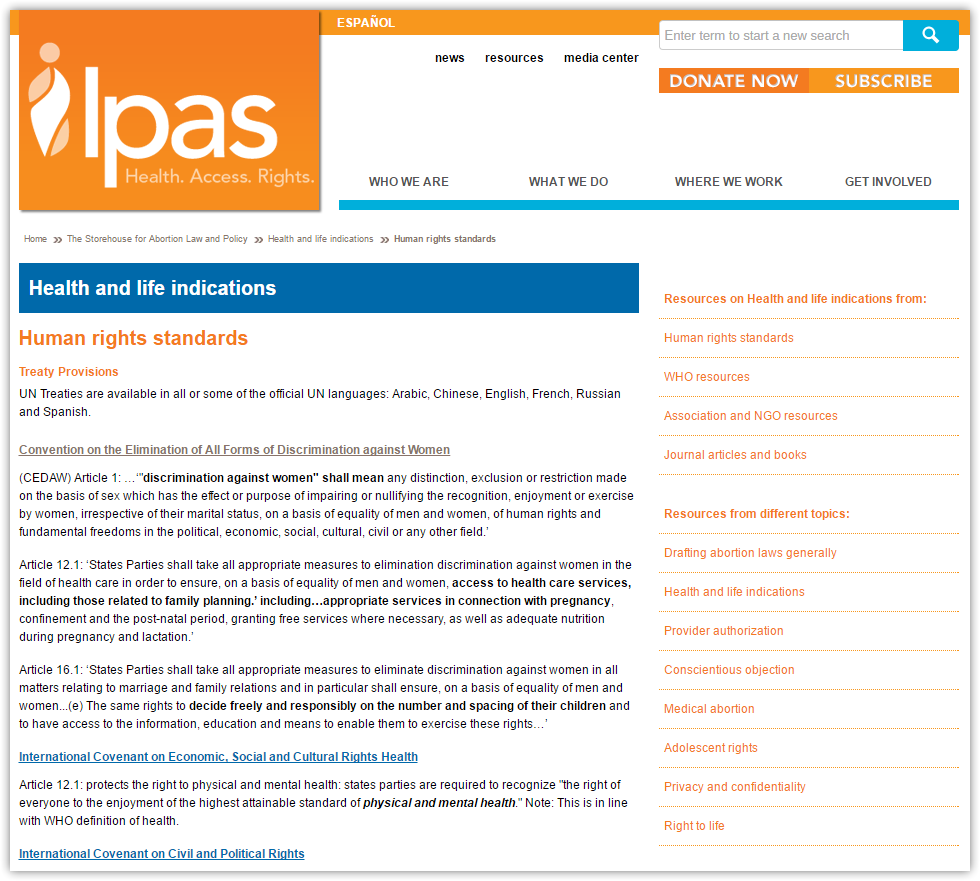 ESPAÑOL
Enter term to start a new search
news resources media center
DONATE NOW SUBSCRIBE
Ipas
Health. Access. Rights.
WHO WE ARE WHAT WE DO WHERE WE WORK GET INVOLVED
Home » The Storehouse for Abortion Law and Policy » Health and life indications » Human rights standards
Health and life indications
Human rights standards
Treaty Provisions
UN Treaties are available in all or some of the official UN languages: Arabic, Chinese, English, French, Russian
and Spanish.
Convention on the Elimination of All Forms of Discrimination against Women
(CEDAW) Article 1: …‘"discrimination against women" shall mean any distinction, exclusion or restriction made
on the basis of sex which has the effect or purpose of impairing or nullifying the recognition, enjoyment or exercise
by women, irrespective of their marital status, on a basis of equality of men and women, of human rights and
fundamental freedoms in the political, economic, social, cultural, civil or any other field.’
Article 12.1: ‘States Parties shall take all appropriate measures to elimination discrimination against women in the
field of health care in order to ensure, on a basis of equality of men and women, access to health care services,
including those related to family planning.’ including…appropriate services in connection with pregnancy,
confinement and the post-natal period, granting free services where necessary, as well as adequate nutrition
during pregnancy and lactation.’
Article 16.1: ‘States Parties shall take all appropriate measures to eliminate discrimination against women in all
matters relating to marriage and family relations and in particular shall ensure, on a basis of equality of men and
women...(e) The same rights to decide freely and responsibly on the number and spacing of their children and
to have access to the information, education and means to enable them to exercise these rights…’
International Covenant on Economic, Social and Cultural Rights Health
Article 12.1: protects the right to physical and mental health: states parties are required to recognize "the right of
everyone to the enjoyment of the highest attainable standard of physical and mental health." Note: This is in line
with WHO definition of health.
International Covenant on Civil and Political Rights
Resources on Health and life indications from:
Human rights standards
WHO resources
Association and NGO resources
Journal articles and books
Resources from different topics:
Drafting abortion laws generally
Health and life indications
Provider authorization
Conscientious objection
Medical abortion
Adolescent rights
Privacy and confidentiality
Right to life